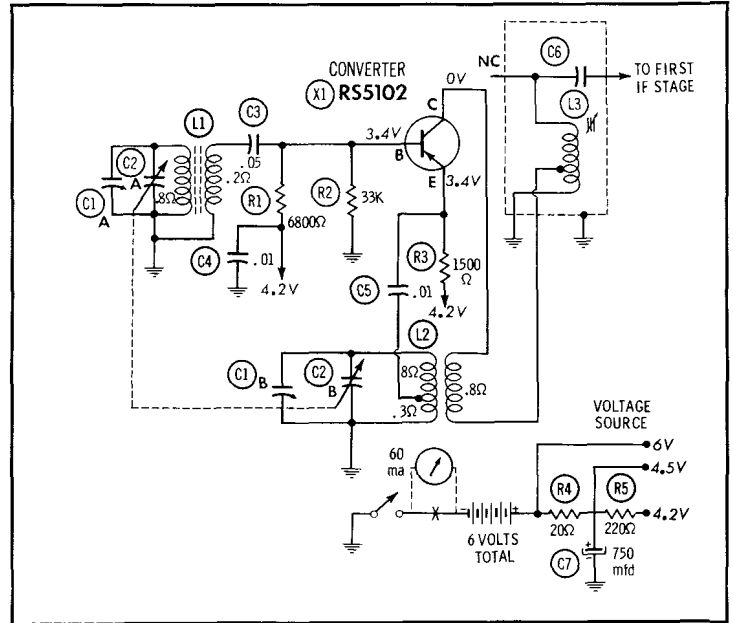 CONVERTER
X1 RS5102
0V
NC
C6
TO FIRST
IF STAGE
C
L3
L1
C3
3.4V
B
C2
A
.05
E
3.4V
C1
A
.8Ω
.2Ω
R1
R2
33K
6800Ω
R3
1500
Ω
C4
.01
4.2V
C5
.01
4.2V
L2
C1
B
C2
B
.8Ω
.3Ω
.8Ω
VOLTAGE
SOURCE
60
ma
6V
4.5V
R4
R5
4.2V
+
20Ω
220Ω
6 VOLTS
TOTAL
C7
+
-
750
mfd